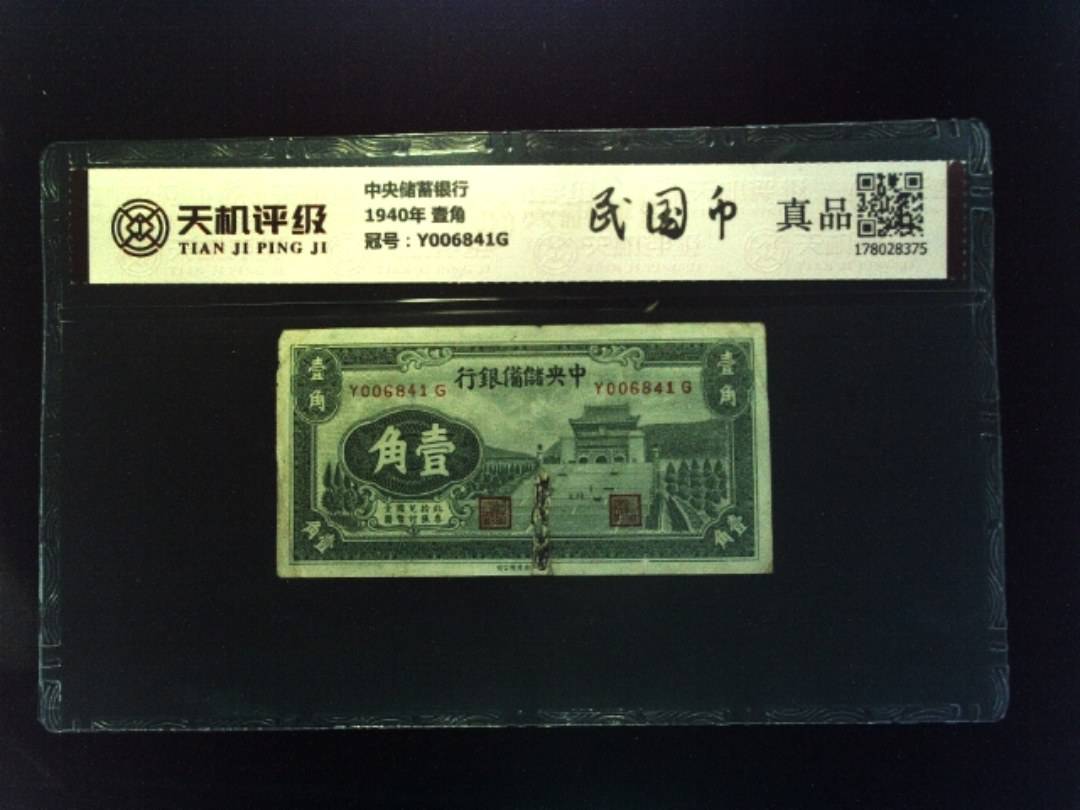 天机评级
TIAN JI PING JI
中央储蓄银行
1940年 壹角
冠号：Y006841G
民国币
真品
178028375
壹角
壹角
行銀備儲央中
Y006841 G
Y006841 G
角壹
壹角
壹角